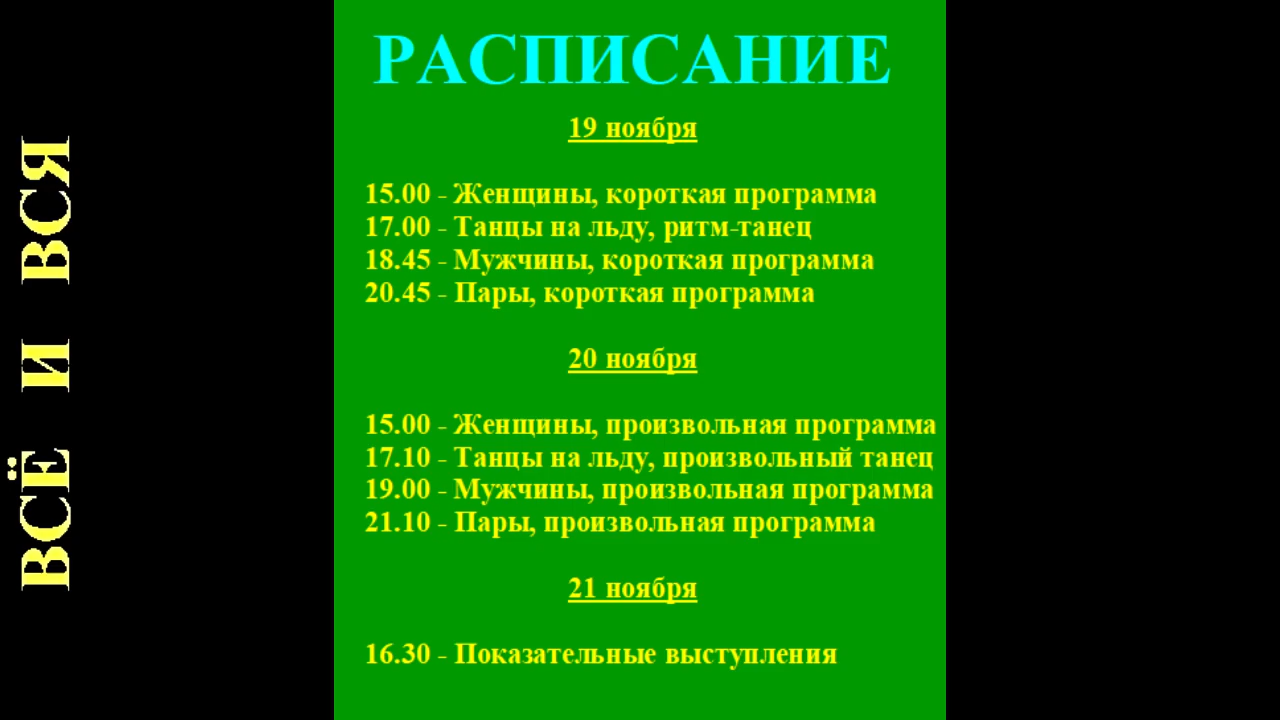 ВСЁ И ВСЯ
РАСПИСАНИЕ
19 ноября
15.00 - Женщины, короткая программа
17.00 - Танцы на льду, ритм-танец
18.45 - Мужчины, короткая программа
20.45 - Пары, короткая программа
20 ноября
15.00 - Женщины, произвольная программа
17.10 - Танцы на льду, произвольный танец
19.00 - Мужчины, произвольная программа
21.10 - Пары, произвольная программа
21 ноября
16.30 - Показательные выступления